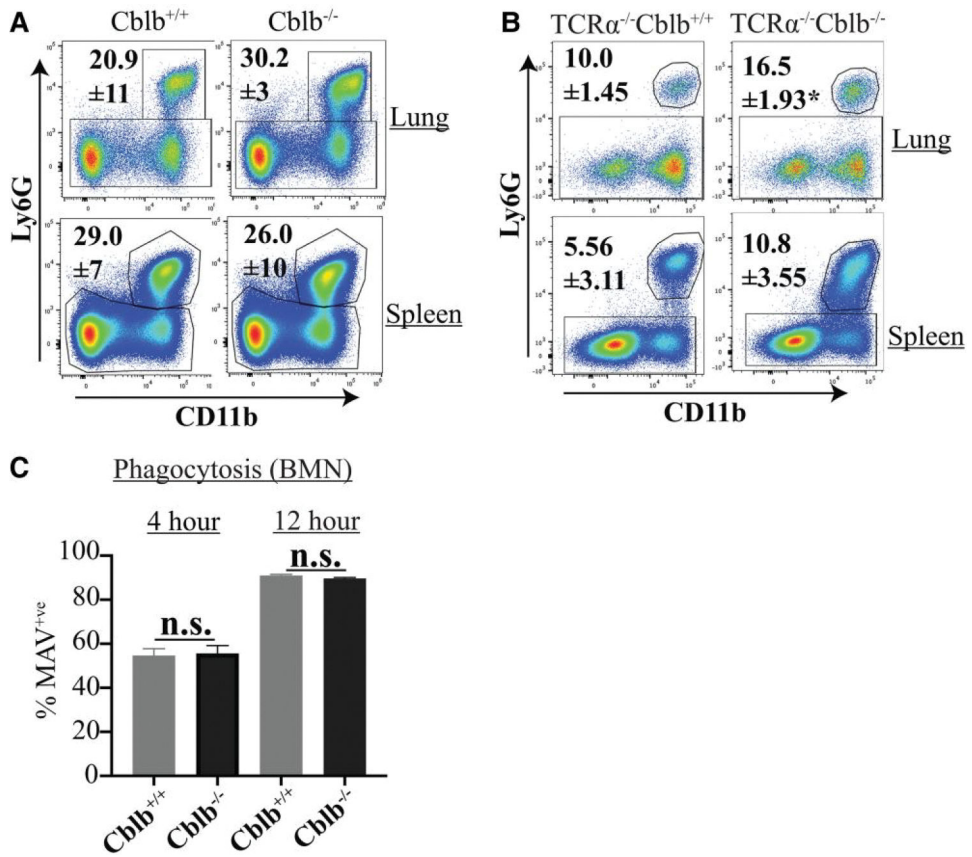 A
Cblb+/+
Cblb-/-
20.9
±11
30.2
±3
Lung
29.0
±7
26.0
±10
Spleen
Ly6G
CD11b
B
TCRα-/-Cblb+/+
TCRα-/-Cblb-/-
10.0
±1.45
16.5
±1.93*
Lung
5.56
±3.11
10.8
±3.55
Spleen
Ly6G
CD11b
C
Phagocytosis (BMN)
4 hour
12 hour
n.s.
n.s.
% MAV+ve
100
80
60
40
20
0
Cblb+/+
Cblb-/-
Cblb+/+
Cblb-/-